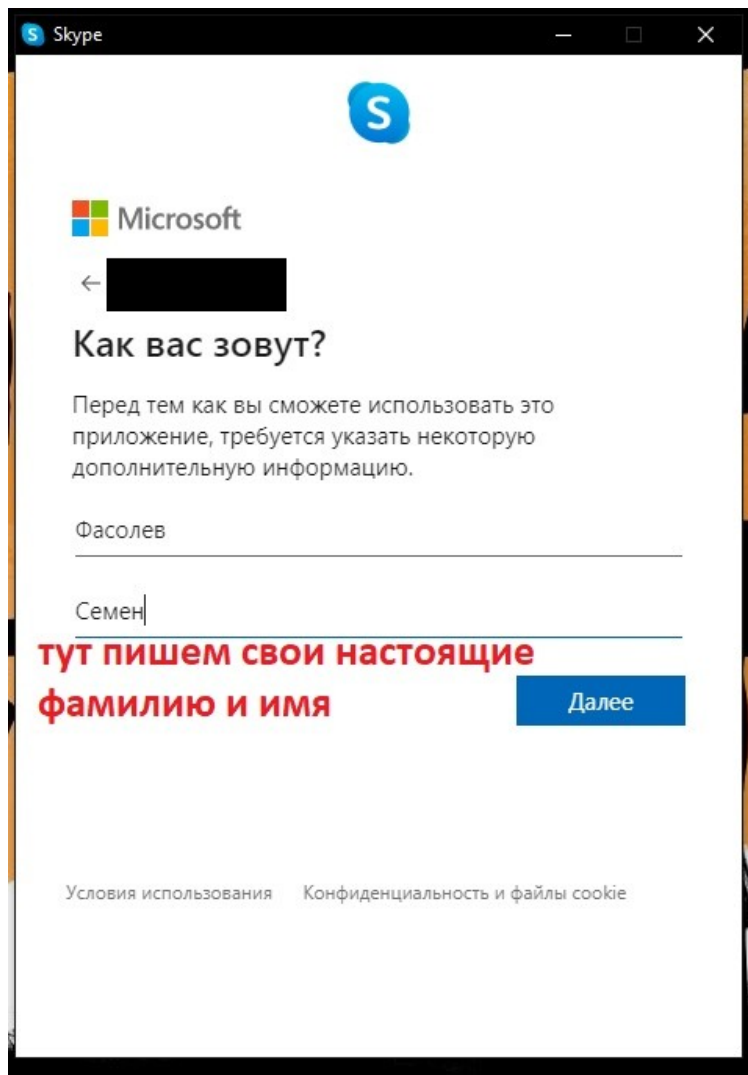 Skype
Microsoft
Как вас зовут?
Перед тем как вы сможете использовать это
приложение, требуется указать некоторую
дополнительную информацию.
Фасолев
Семен
тут пишем свои настоящие
фамилию и имя
Далее
Условия использования Конфиденциальность и файлы cookie